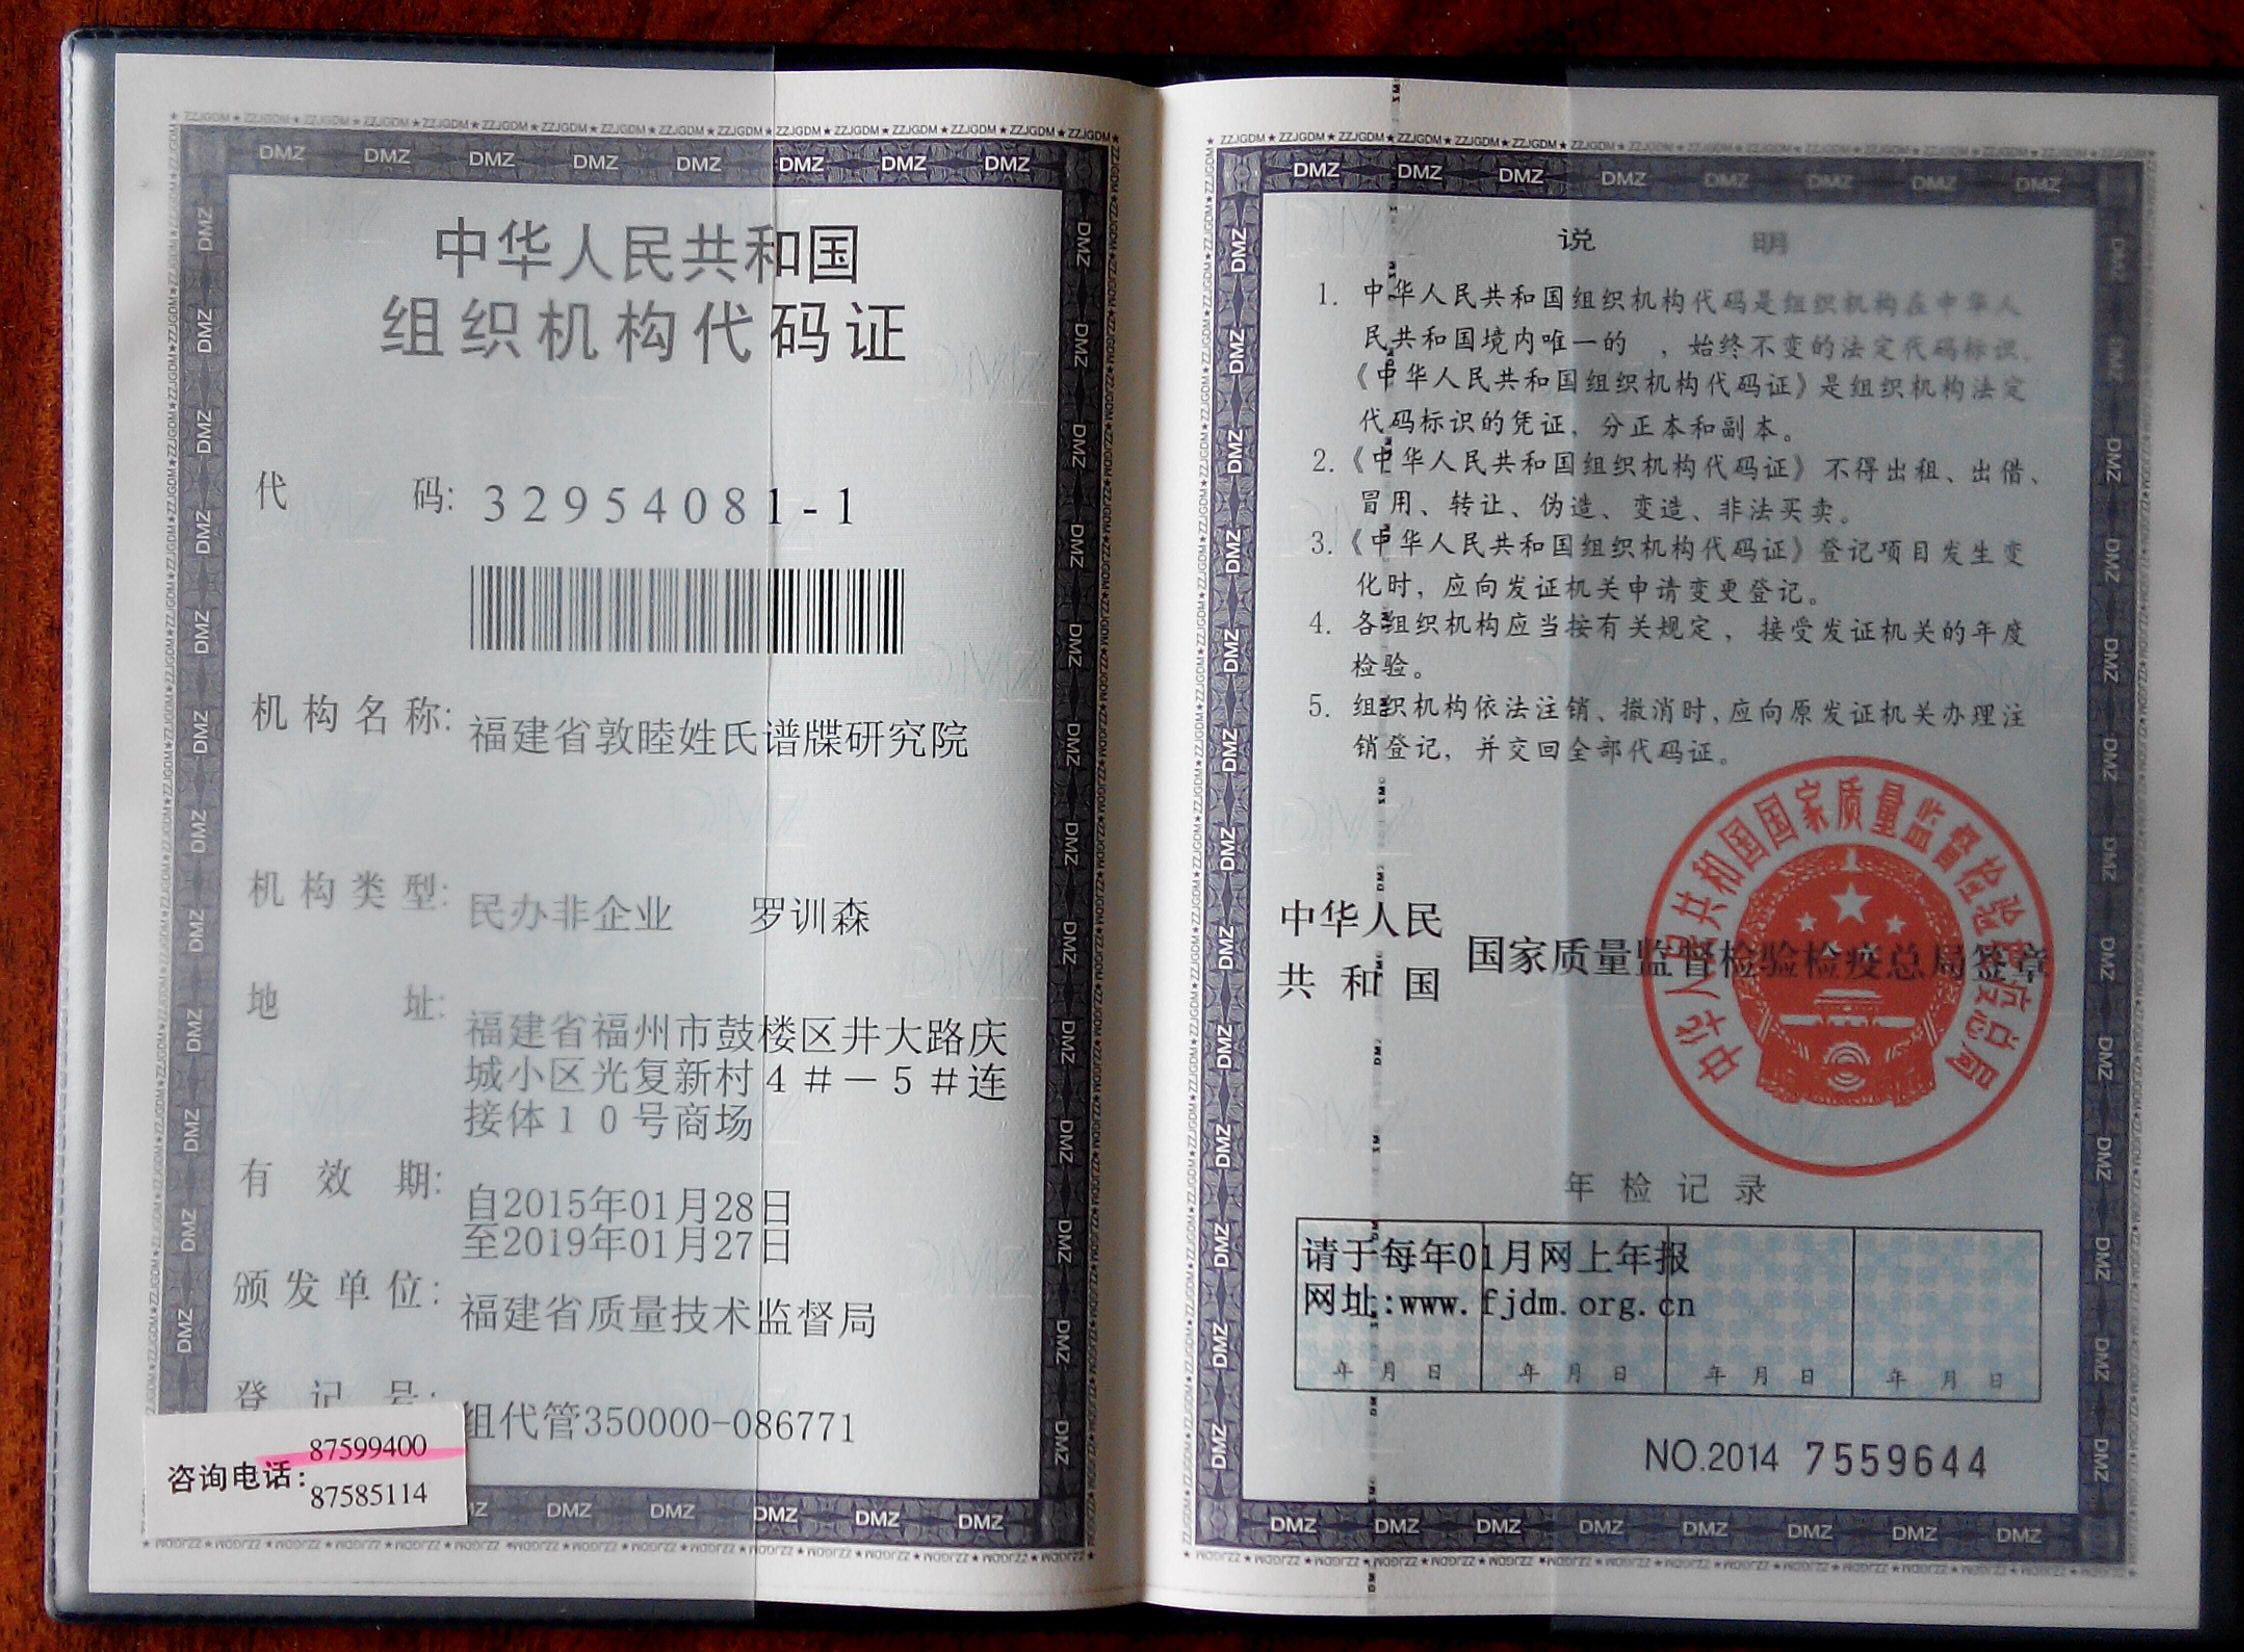 中华人民共和国
组织机构代码证
代 码: 32954081-1
机构名称: 福建省敦睦姓氏谱牒研究院
机构类型: 民办非企业 罗训森
地 址: 福建省福州市鼓楼区井大路庆
城小区光复新村4#－5#连
接体10号商场
有 效 期: 自2015年01月28日
至2019年01月27日
颁发单位: 福建省质量技术监督局
登 记 号: 组代管350000-086771
咨询电话: 87599400
87585114
说 明
1. 中华人民共和国组织机构代码是组织机构在中华人
民共和国境内唯一的 ，始终不变的法定代码标识。
《中华人民共和国组织机构代码证》是组织机构法定
代码标识的凭证，分正本和副本。
2.《中华人民共和国组织机构代码证》不得出租、出借、
冒用、转让、伪造、变造、非法买卖。
3.《中华人民共和国组织机构代码证》登记项目发生变
化时，应向发证机关申请变更登记。
4. 各组织机构应当按有关规定，接受发证机关的年度
检验。
5. 组织机构依法注销、撤消时,应向原发证机关办理注
销登记，并交回全部代码证。
中华人民
共和国 国家质量监督检验检疫总局签章
中华人民共和国国家质量监督检验检疫总局
年检记录
请于每年01月网上年报
网址:www.fjdm.org.cn
年 月 日 年 月 日 年 月 日 年 月 日
NO.2014 7559644